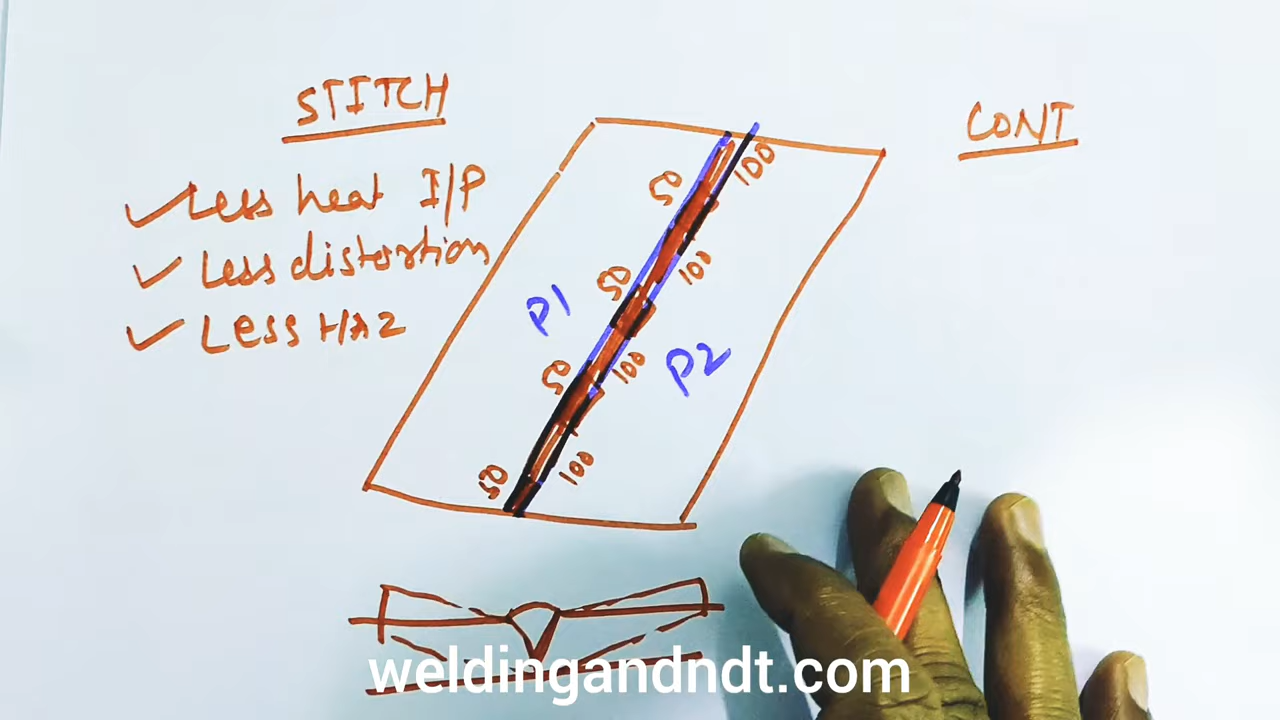 STITCH
CONT
Less heat I/P
Less distortion
Less HAZ
50
100
50
100
P1
P2
50
100
50
100
weldingandndt.com